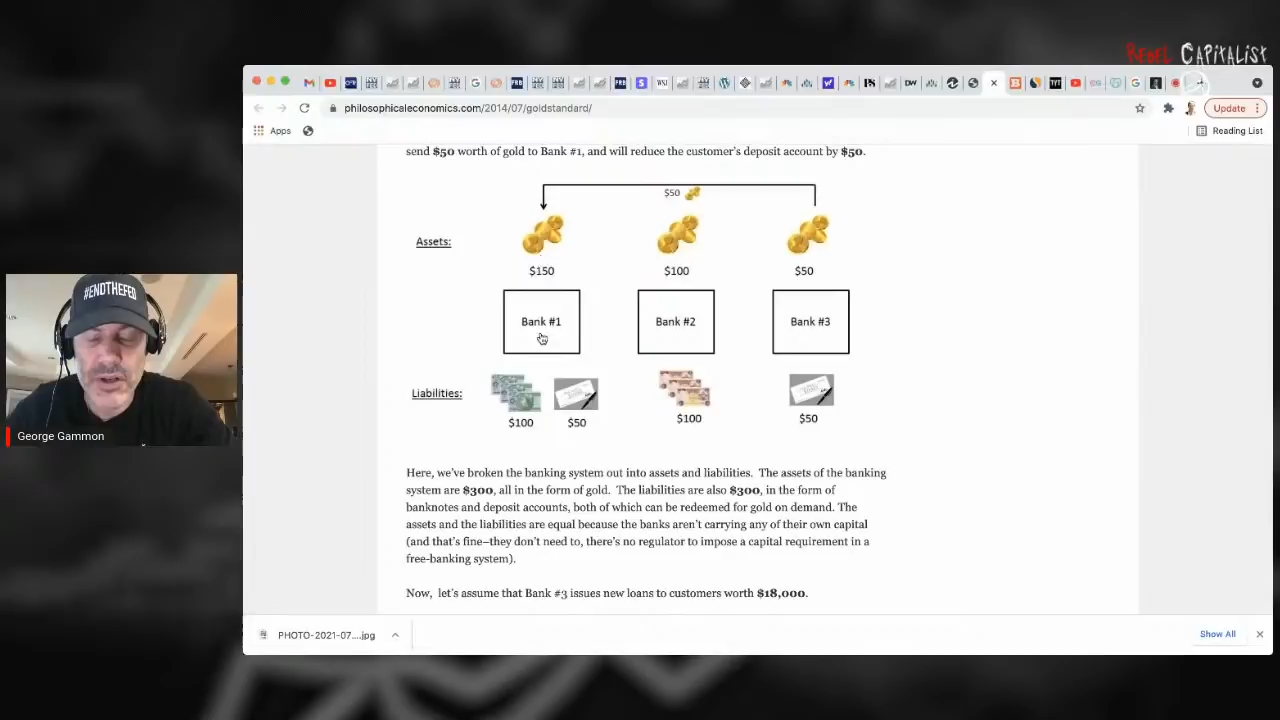 REBEL CAPITALIST
philosophicaleconomics.com/2014/07/goldstandard/
Update
Apps
Reading List
send $50 worth of gold to Bank #1, and will reduce the customer's deposit account by $50.
$50
Assets:
$150
$100
$50
Bank #1
Bank #2
Bank #3
Liabilities:
$100
$50
$100
$50
#ENDTHEFED
George Gammon
Here, we've broken the banking system out into assets and liabilities. The assets of the banking
system are $300, all in the form of gold. The liabilities are also $300, in the form of
banknotes and deposit accounts, both of which can be redeemed for gold on demand. The
assets and the liabilities are equal because the banks aren't carrying any of their own capital
(and that's fine–they don't need to, there's no regulator to impose a capital requirement in a
free-banking system).
Now, let's assume that Bank #3 issues new loans to customers worth $18,000.
PHOTO-2021-07....jpg
Show All